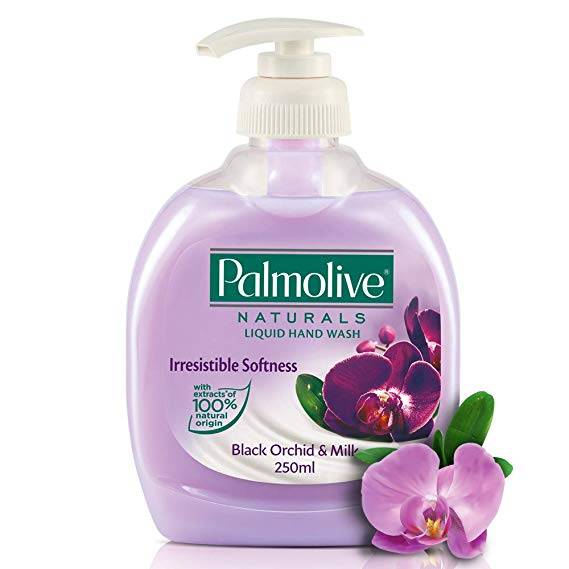 Palmolive®
NATURALS
LIQUID HAND WASH
Irresistible Softness
with
extracts of
100%
natural
origin
Black Orchid & Milk
250ml